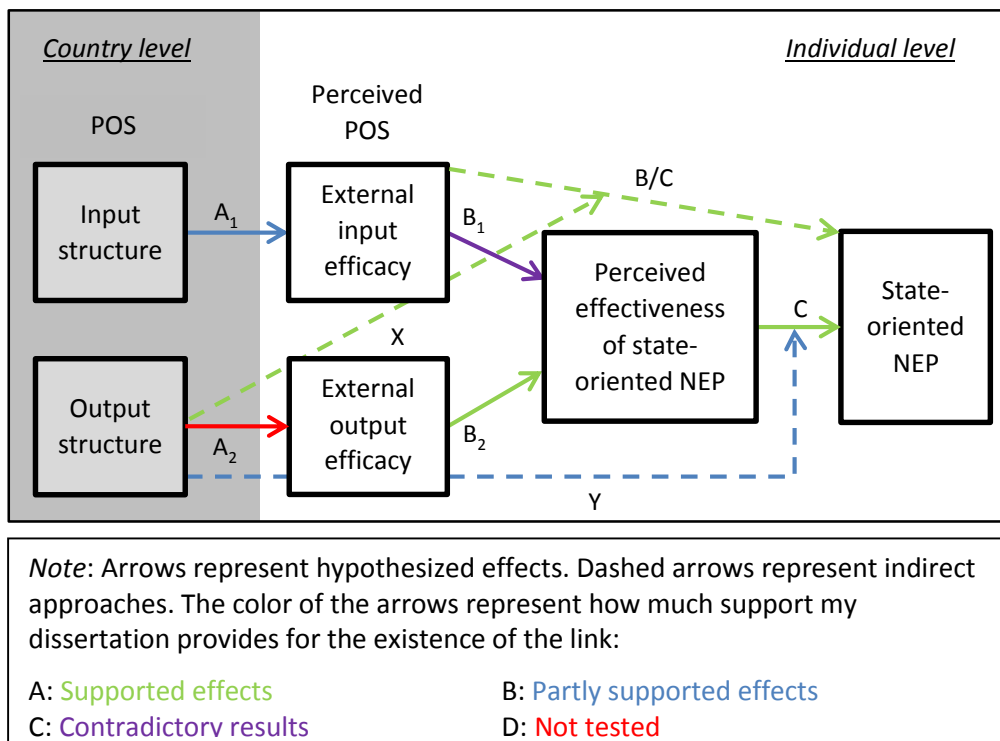 Country level
Individual level
POS
Perceived
POS
Input
structure
A1
External
input
efficacy
B1
B/C
Perceived
effectiveness
of state-
oriented NEP
C
State-
oriented
NEP
X
Output
structure
A2
External
output
efficacy
B2
Y
Note: Arrows represent hypothesized effects. Dashed arrows represent indirect
approaches. The color of the arrows represent how much support my
dissertation provides for the existence of the link:
A: Supported effects
B: Partly supported effects
C: Contradictory results
D: Not tested